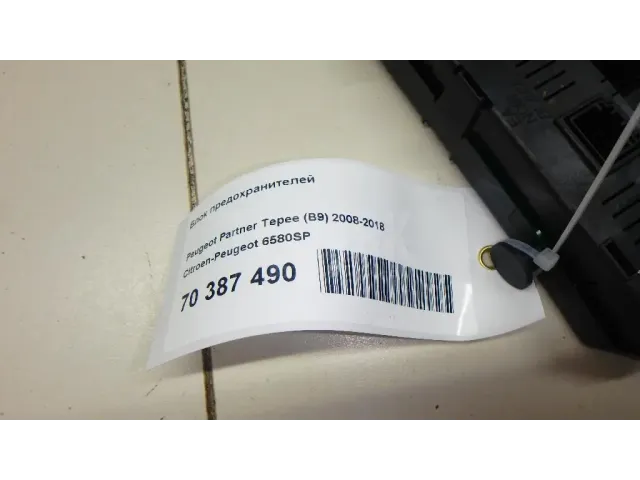 Блок предохранителей
Peugeot Partner Tepee (B9) 2008-2018
Citroen-Peugeot 6580SP
70 387 490